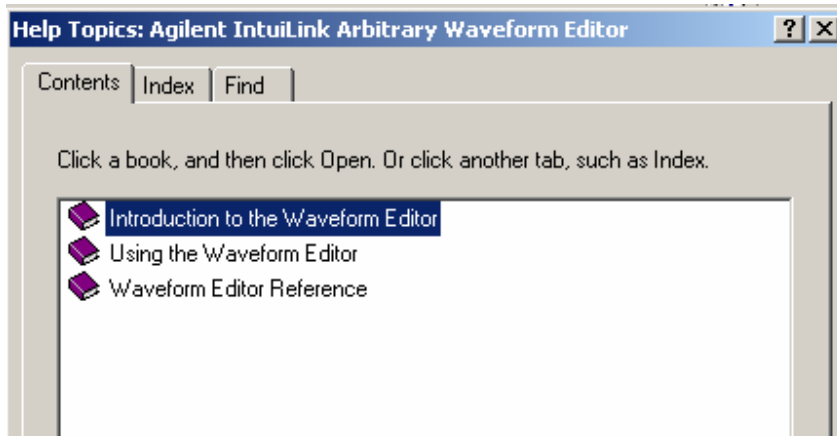 Help Topics: Agilent IntuiLink Arbitrary Waveform Editor
Contents Index Find
Click a book, and then click Open. Or click another tab, such as Index.
Introduction to the Waveform Editor
Using the Waveform Editor
Waveform Editor Reference